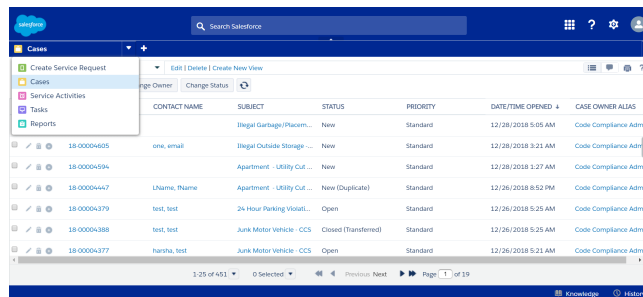 salesforce Search Salesforce ?
Cases
Create Service Request Edit | Delete | Create New View
Cases nge Owner Change Status
Service Activities
Tasks CONTACT NAME SUBJECT STATUS PRIORITY DATE/TIME OPENED CASE OWNER ALIAS
Reports Illegal Garbage/Placem... New Standard 12/28/2018 5:05 AM Code Compliance Adm
18-00004605 one, email Illegal Outside Storage -... New Standard 12/28/2018 3:21 AM Code Compliance Adm
18-00004594 Apartment - Utility Cut ... New Standard 12/28/2018 1:27 AM Code Compliance Adm
18-00004447 LName, fName Apartment - Utility Cut ... New (Duplicate) Standard 12/26/2018 8:52 PM Code Compliance Adm
18-00004379 test, test 24 Hour Parking Violati... Open Standard 12/26/2018 5:25 AM Code Compliance Adm
18-00004388 test, test Junk Motor Vehicle - CCS Closed (Transferred) Standard 12/26/2018 5:25 AM Code Compliance Adm
18-00004377 harsha, test Junk Motor Vehicle - CCS Open Standard 12/26/2018 5:21 AM Code Compliance Adm
1-25 of 451 0 Selected Previous Next Page 1 of 19
Knowledge History